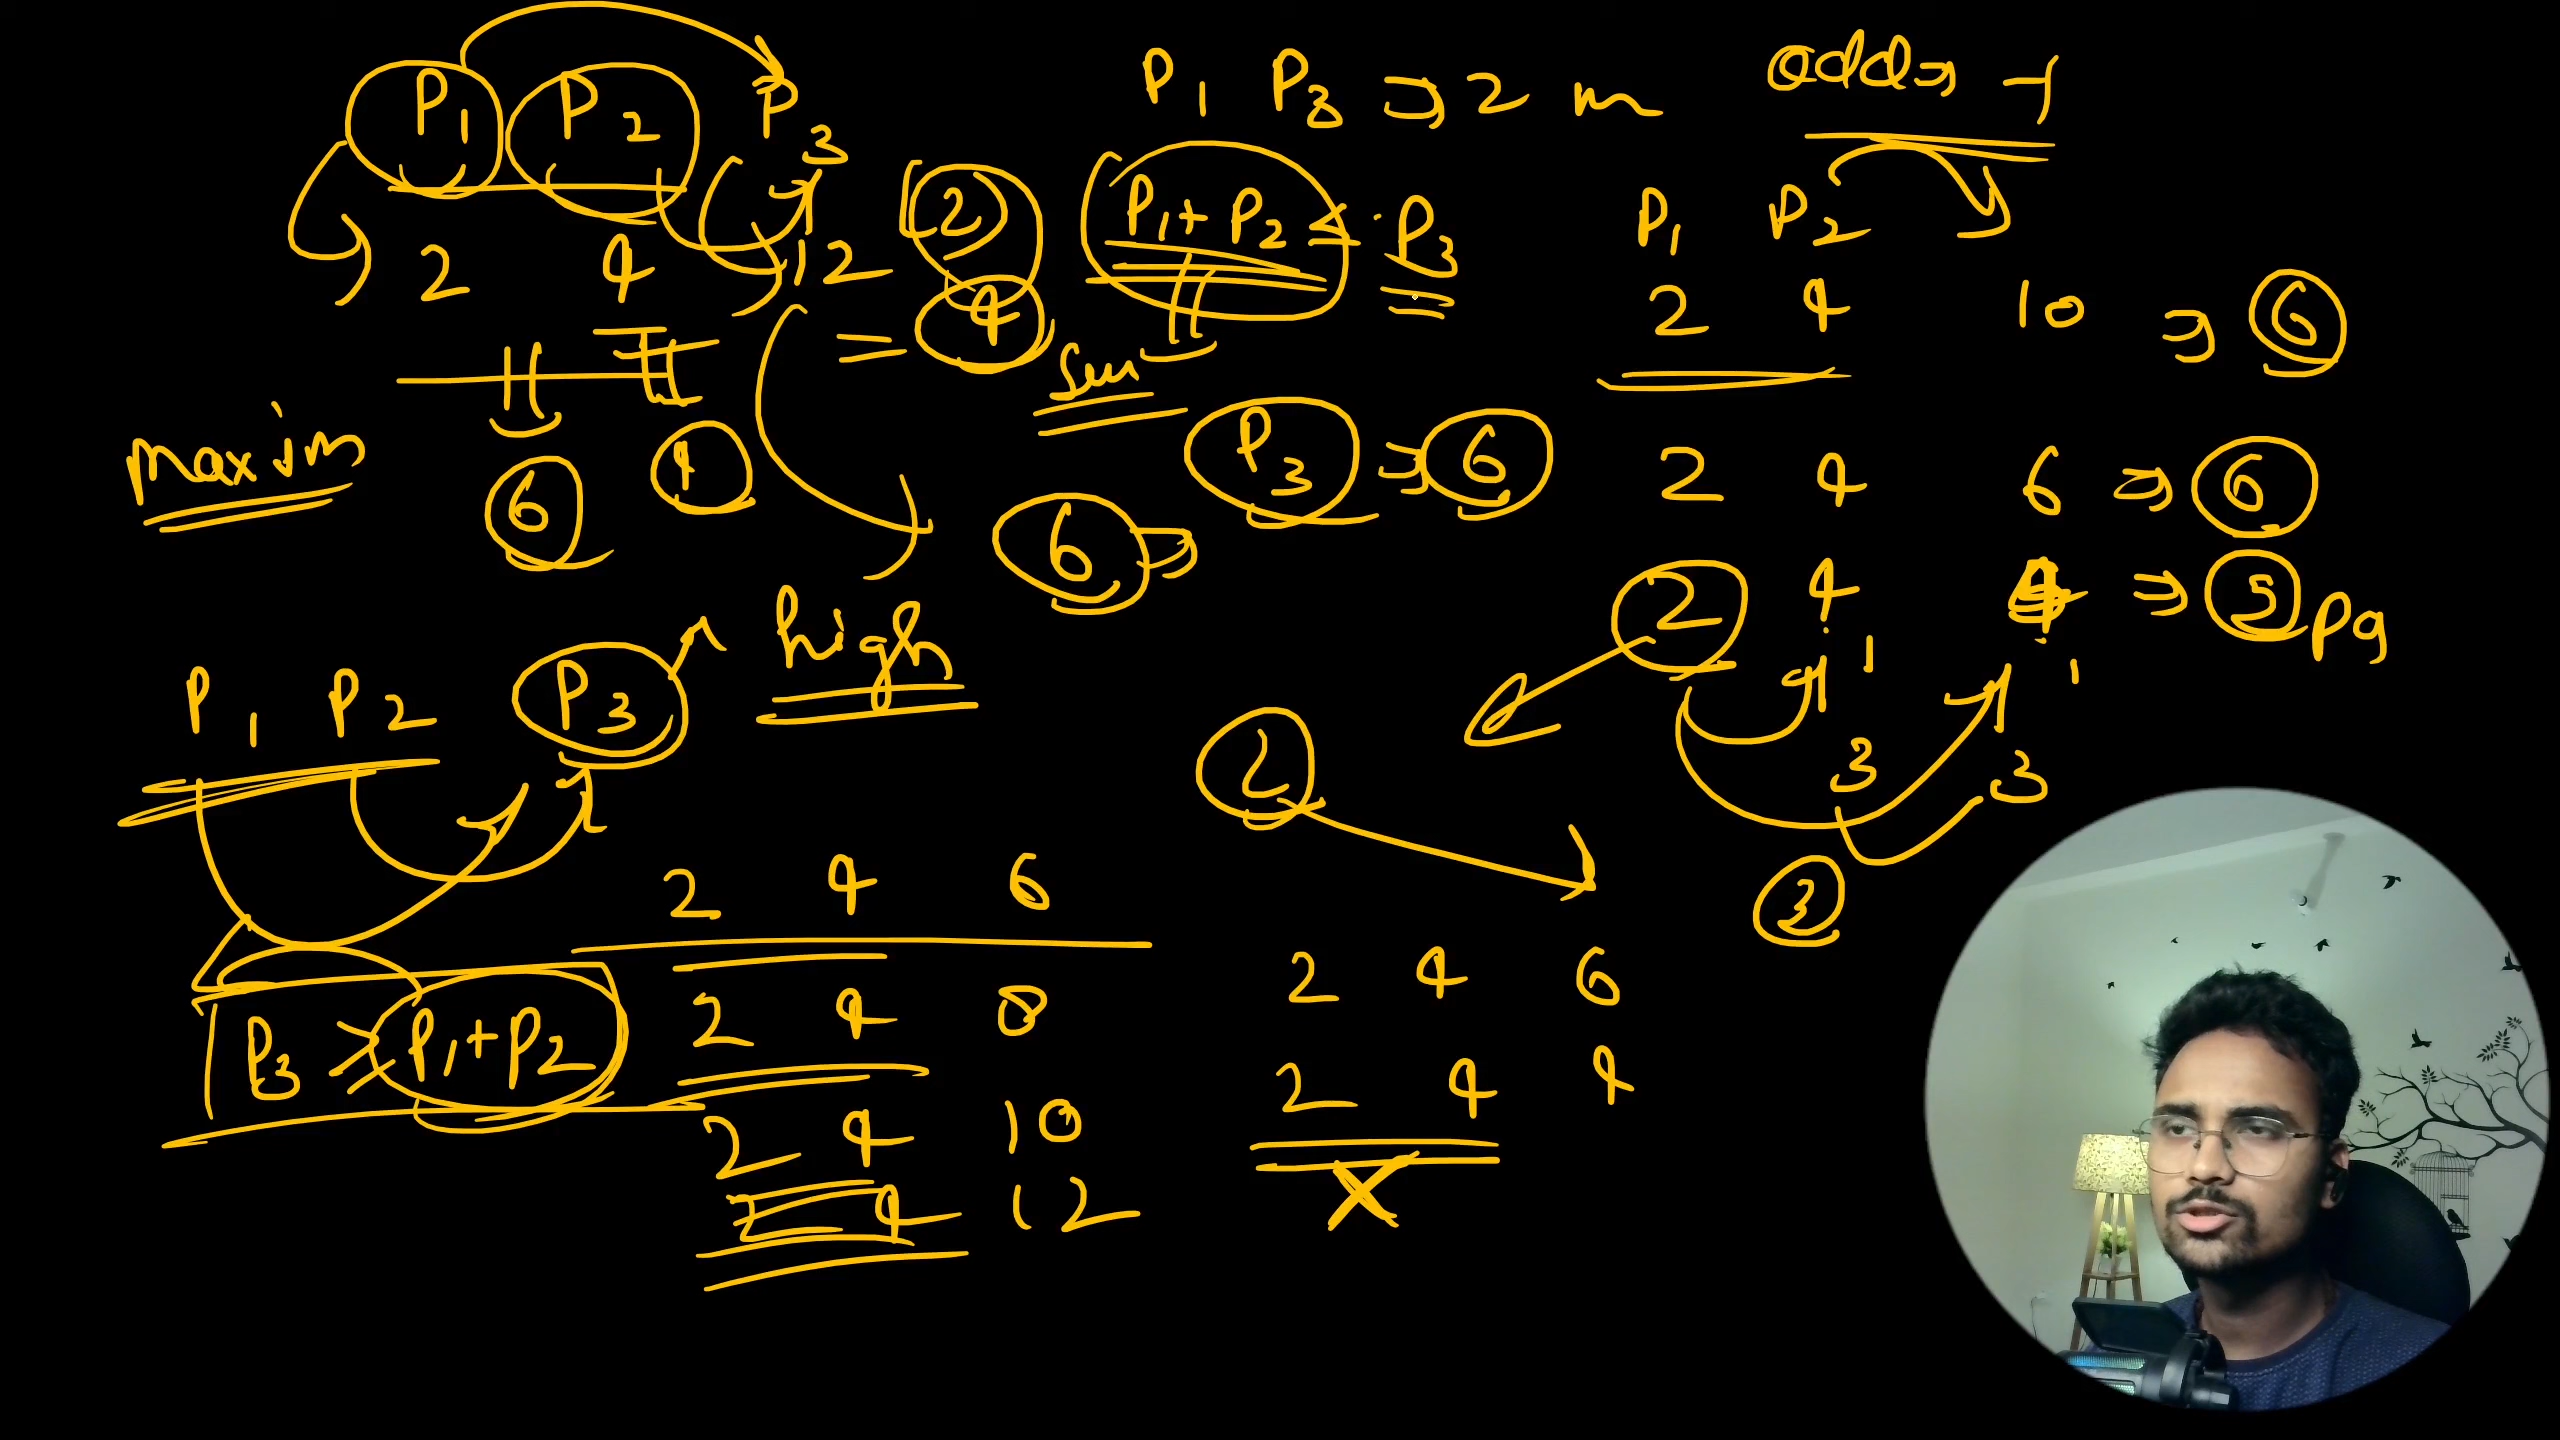 P1 P2 P3
P1 P3 ⇒ 2 m
odd ⇒ -1
2 4 12
2
= 4
P1 + P2 ≤ P3
Sum
P1 P2
2 4 10 ⇒ 6
maxim
6
4
6 ⇒
P3 ⇒ 6
2 4 6 ⇒ 6
2 4 4 ⇒ 5 Pg
1 1
3 3
3
P1 P2 P3
high
2
P3 ≥ P1 + P2
2 4 6
2 4 8
2 4 10
2 4 12
2 4 6
2 4 4
X